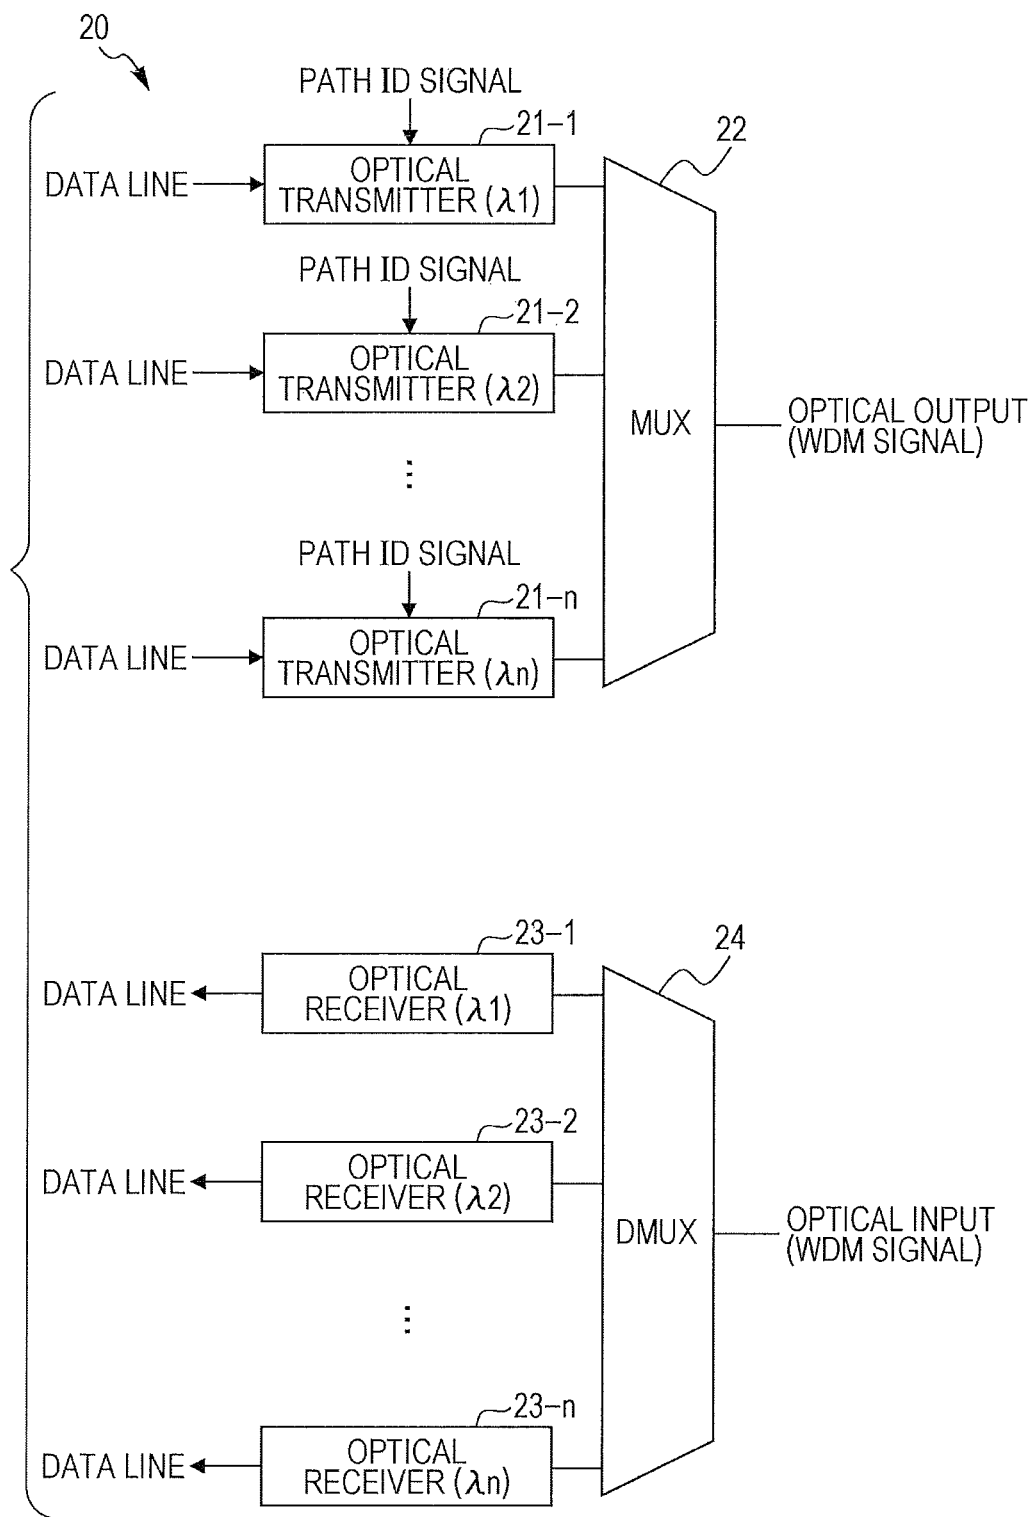 20
PATH ID SIGNAL
21-1
22
DATA LINE
OPTICAL
TRANSMITTER (λ1)
PATH ID SIGNAL
21-2
DATA LINE
OPTICAL
TRANSMITTER (λ2)
MUX
OPTICAL OUTPUT
(WDM SIGNAL)
...
PATH ID SIGNAL
21-n
DATA LINE
OPTICAL
TRANSMITTER (λn)
23-1
24
DATA LINE
OPTICAL
RECEIVER (λ1)
23-2
DATA LINE
OPTICAL
RECEIVER (λ2)
DMUX
OPTICAL INPUT
(WDM SIGNAL)
...
23-n
DATA LINE
OPTICAL
RECEIVER (λn)